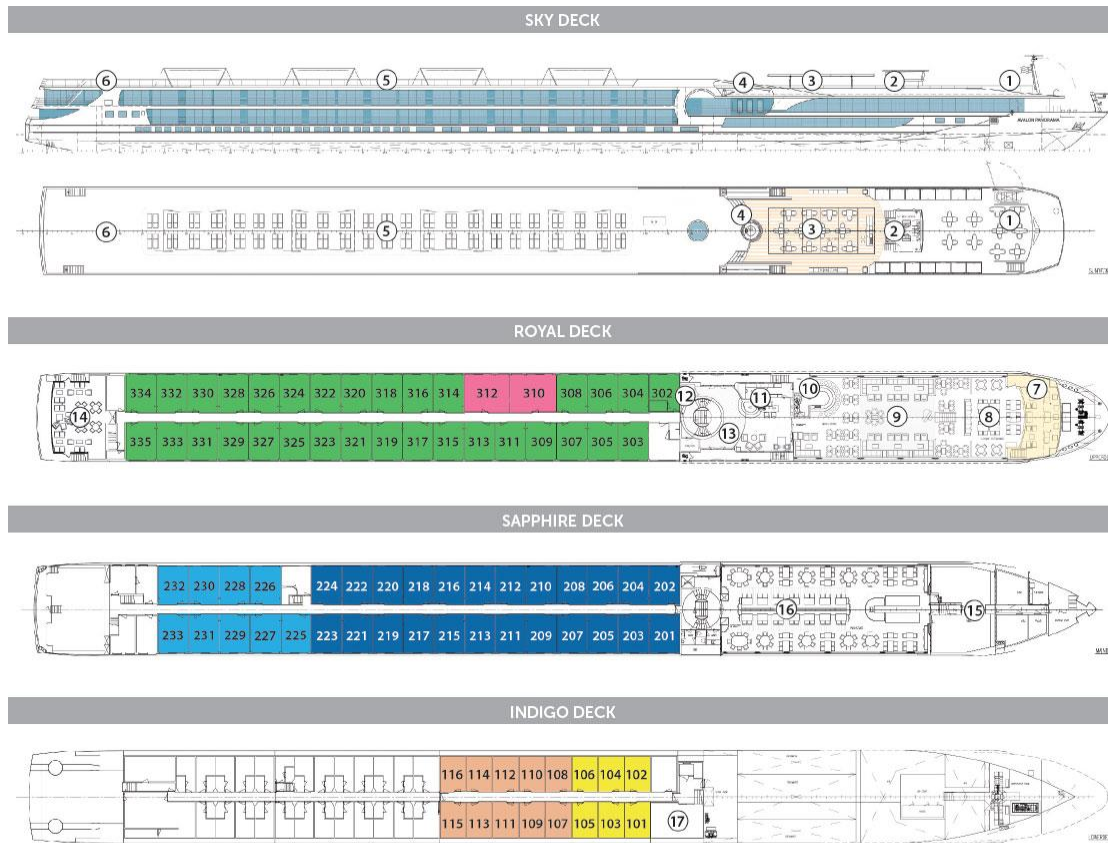 SKY DECK
6 5 4 3 2 1
AVALON PANORAMA
6 5 4 3 2 1
ROYAL DECK
334 332 330 328 326 324 322 320 318 316 314 312 310 308 306 304 302 12 11 10 7
14 13 9 8
335 333 331 329 327 325 323 321 319 317 315 313 311 309 307 305 303
SAPPHIRE DECK
232 230 228 226 224 222 220 218 216 214 212 210 208 206 204 202
16 15
233 231 229 227 225 223 221 219 217 215 213 211 209 207 205 203 201
INDIGO DECK
116 114 112 110 108 106 104 102
115 113 111 109 107 105 103 101 17